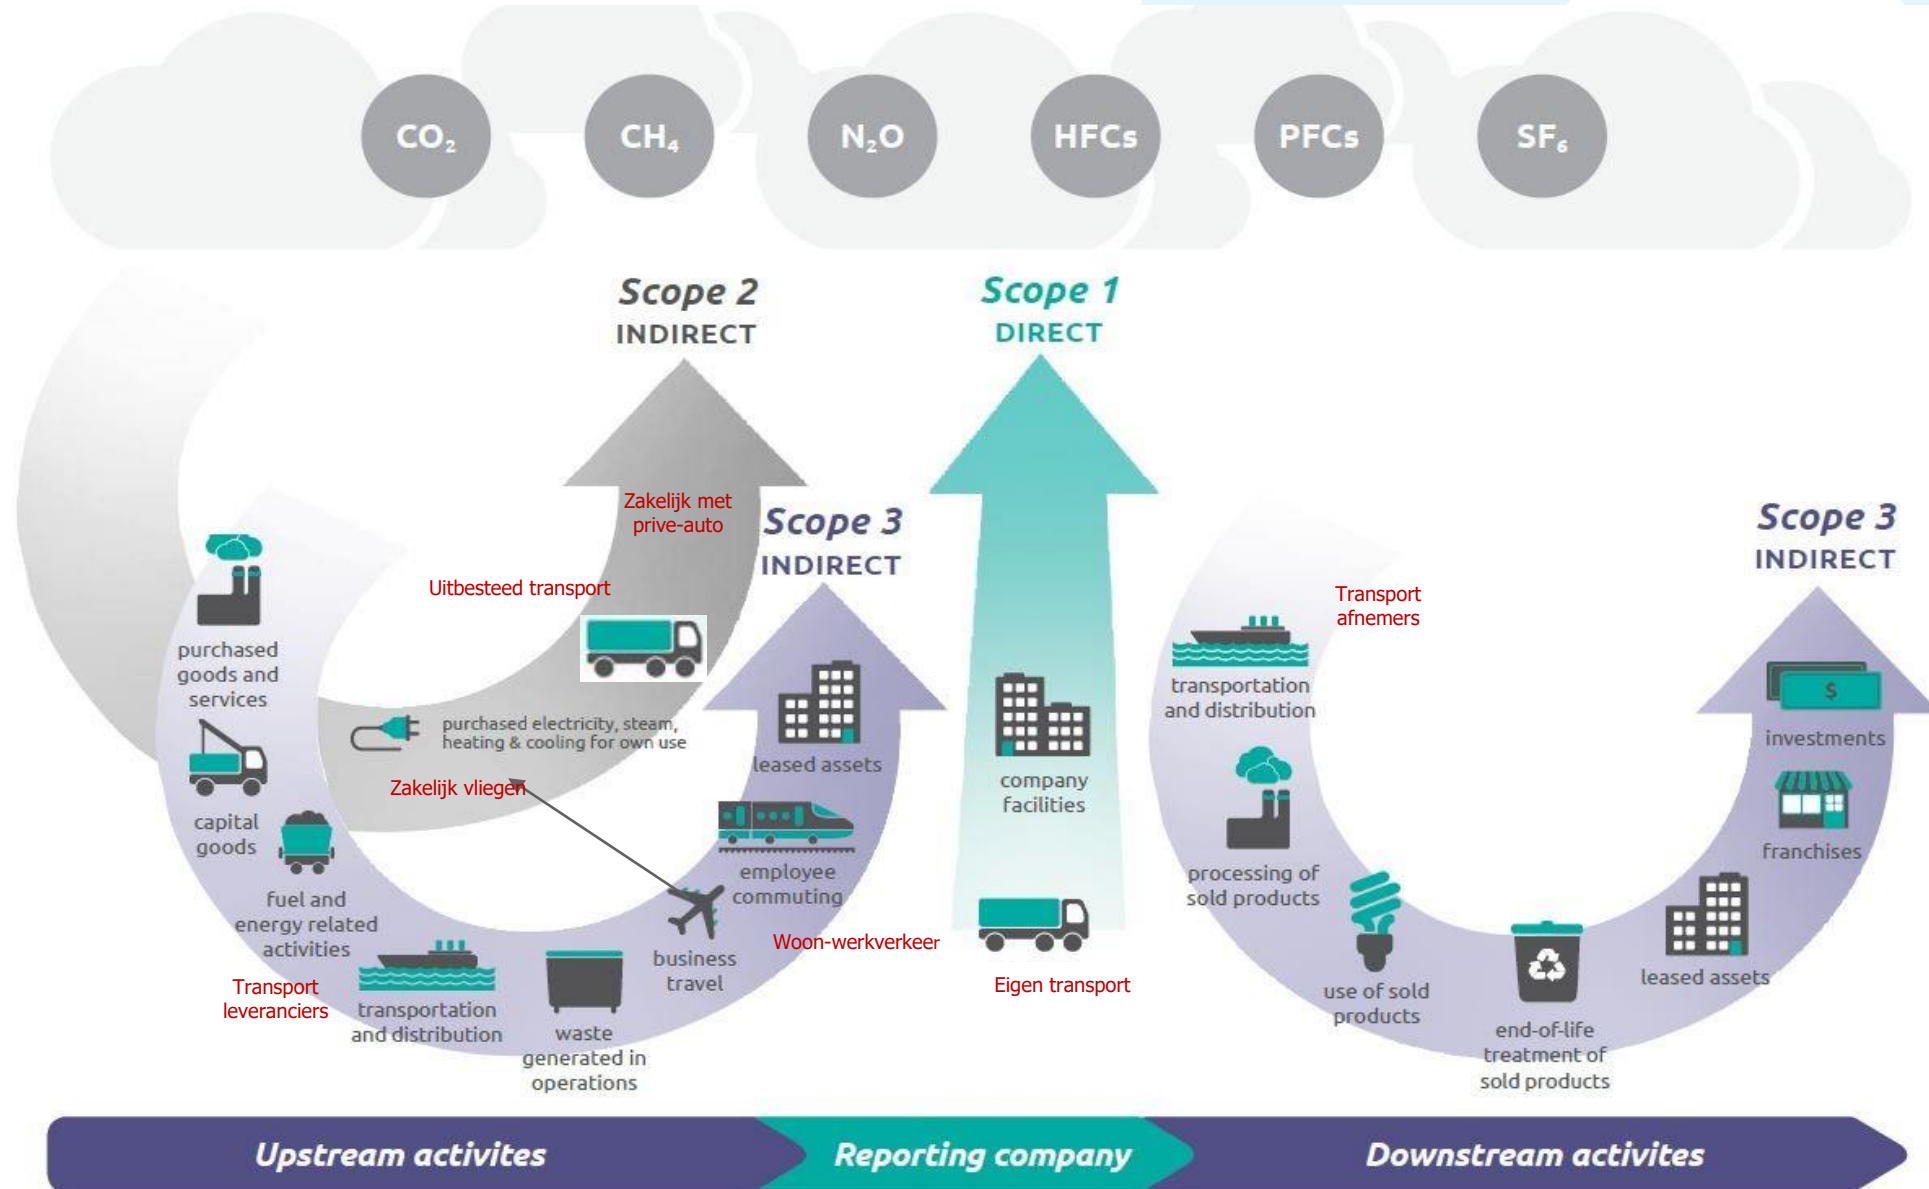 CO₂
CH₄
N₂O
HFCs
PFCs
SF₆
Scope 2
INDIRECT
Scope 1
DIRECT
Zakelijk met
prive-auto
Scope 3
INDIRECT
Scope 3
INDIRECT
Uitbesteed transport
Transport
afnemers
purchased
goods and
services
purchased electricity, steam,
heating & cooling for own use
Zakelijk vliegen
leased assets
company
facilities
transportation
and distribution
$
investments
capital
goods
employee
commuting
processing of
sold products
franchises
fuel and
energy related
activities
business
travel
Woon-werkverkeer
Eigen transport
use of sold
products
leased assets
Transport
leveranciers
transportation
and distribution
waste
generated in
operations
end-of-life
treatment of
sold products
Upstream activites
Reporting company
Downstream activites